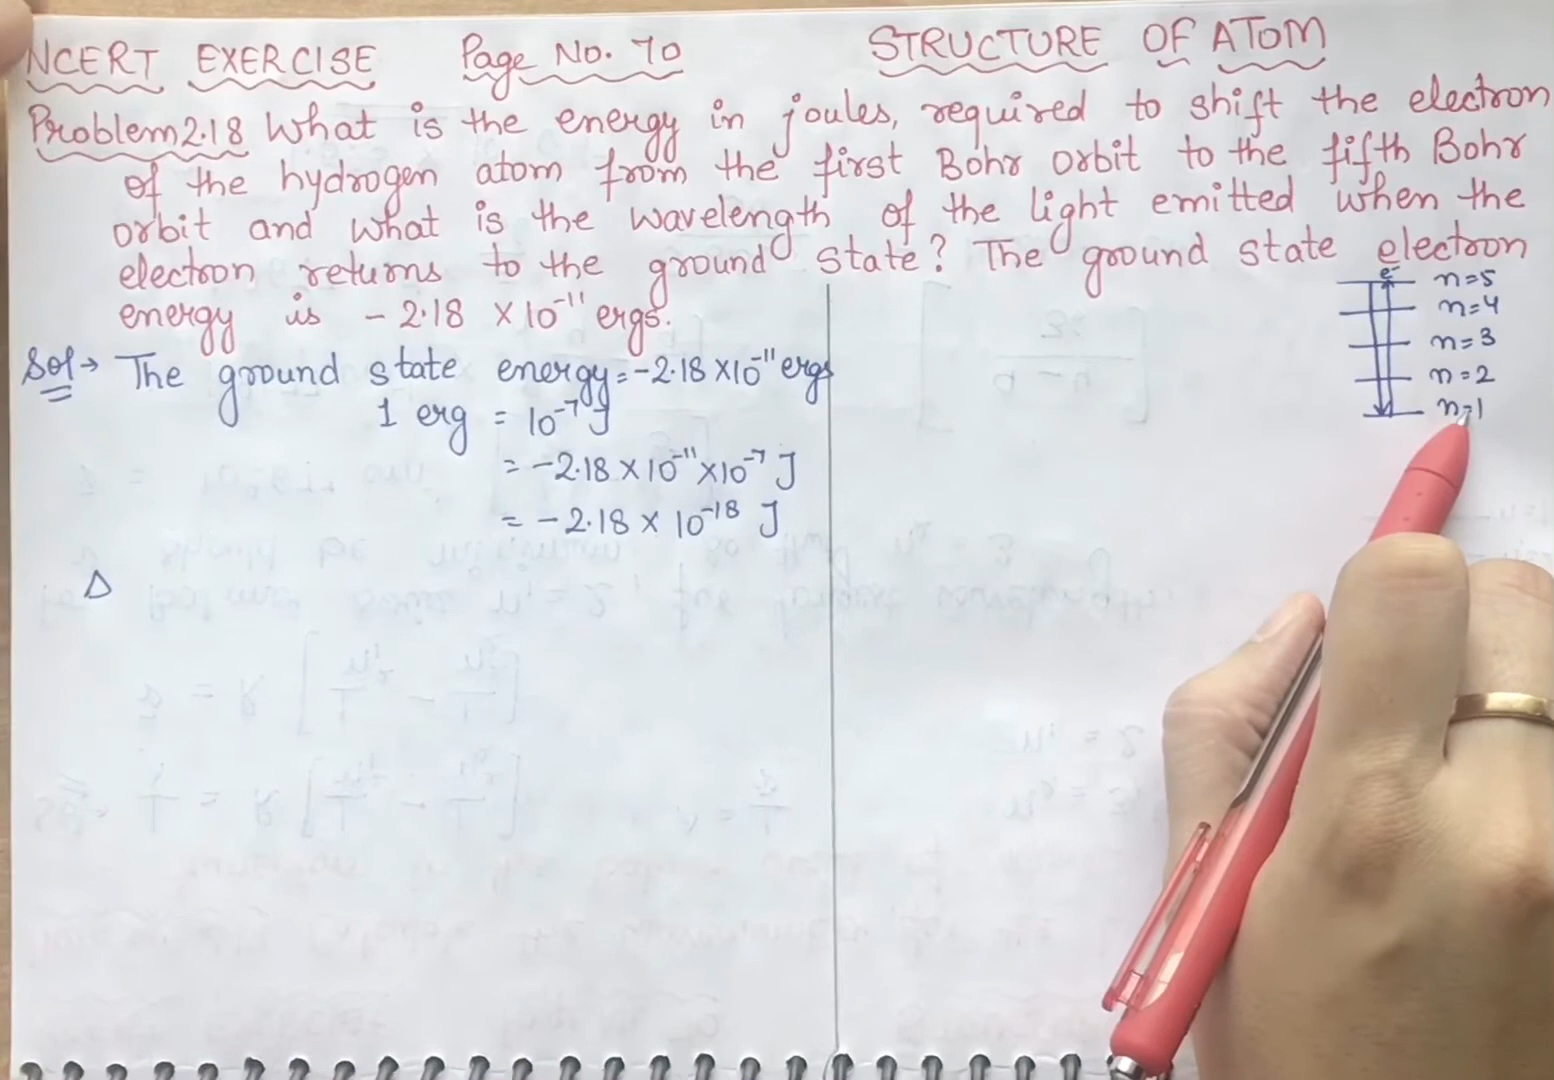 NCERT EXERCISE Page No. 70 STRUCTURE OF ATOM
Problem 2.18 What is the energy in joules, required to shift the electron
of the hydrogen atom from the first Bohr orbit to the fifth Bohr
orbit and what is the wavelength of the light emitted when the
electron returns to the ground state? The ground state electron
energy is -2.18 × 10⁻¹¹ ergs.
e⁻ n=5
n=4
n=3
n=2
n=1
Sol→ The ground state energy = -2.18 × 10⁻¹¹ ergs
1 erg = 10⁻⁷ J
= -2.18 × 10⁻¹¹ × 10⁻⁷ J
= -2.18 × 10⁻¹⁸ J
Δ